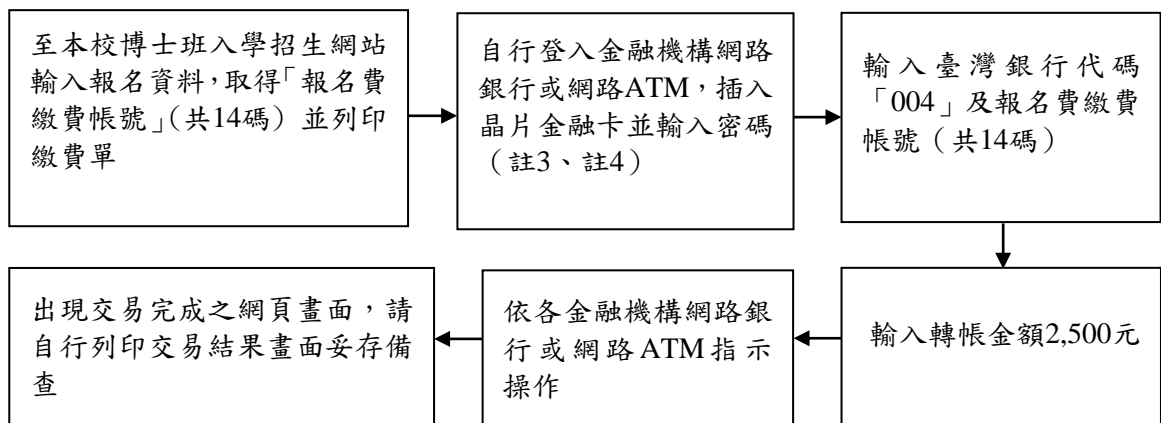 至本校博士班入學招生網站
輸入報名資料，取得「報名費
繳費帳號」（共14碼）並列印
繳費單
自行登入金融機構網路
銀行或網路ATM，插入
晶片金融卡並輸入密碼
（註3、註4）
輸入臺灣銀行代碼
「004」及報名費繳費
帳號（共14碼）
輸入轉帳金額2,500元
依各金融機構網路銀
行或網路ATM指示
操作
出現交易完成之網頁畫面，請
自行列印交易結果畫面妥存備
查